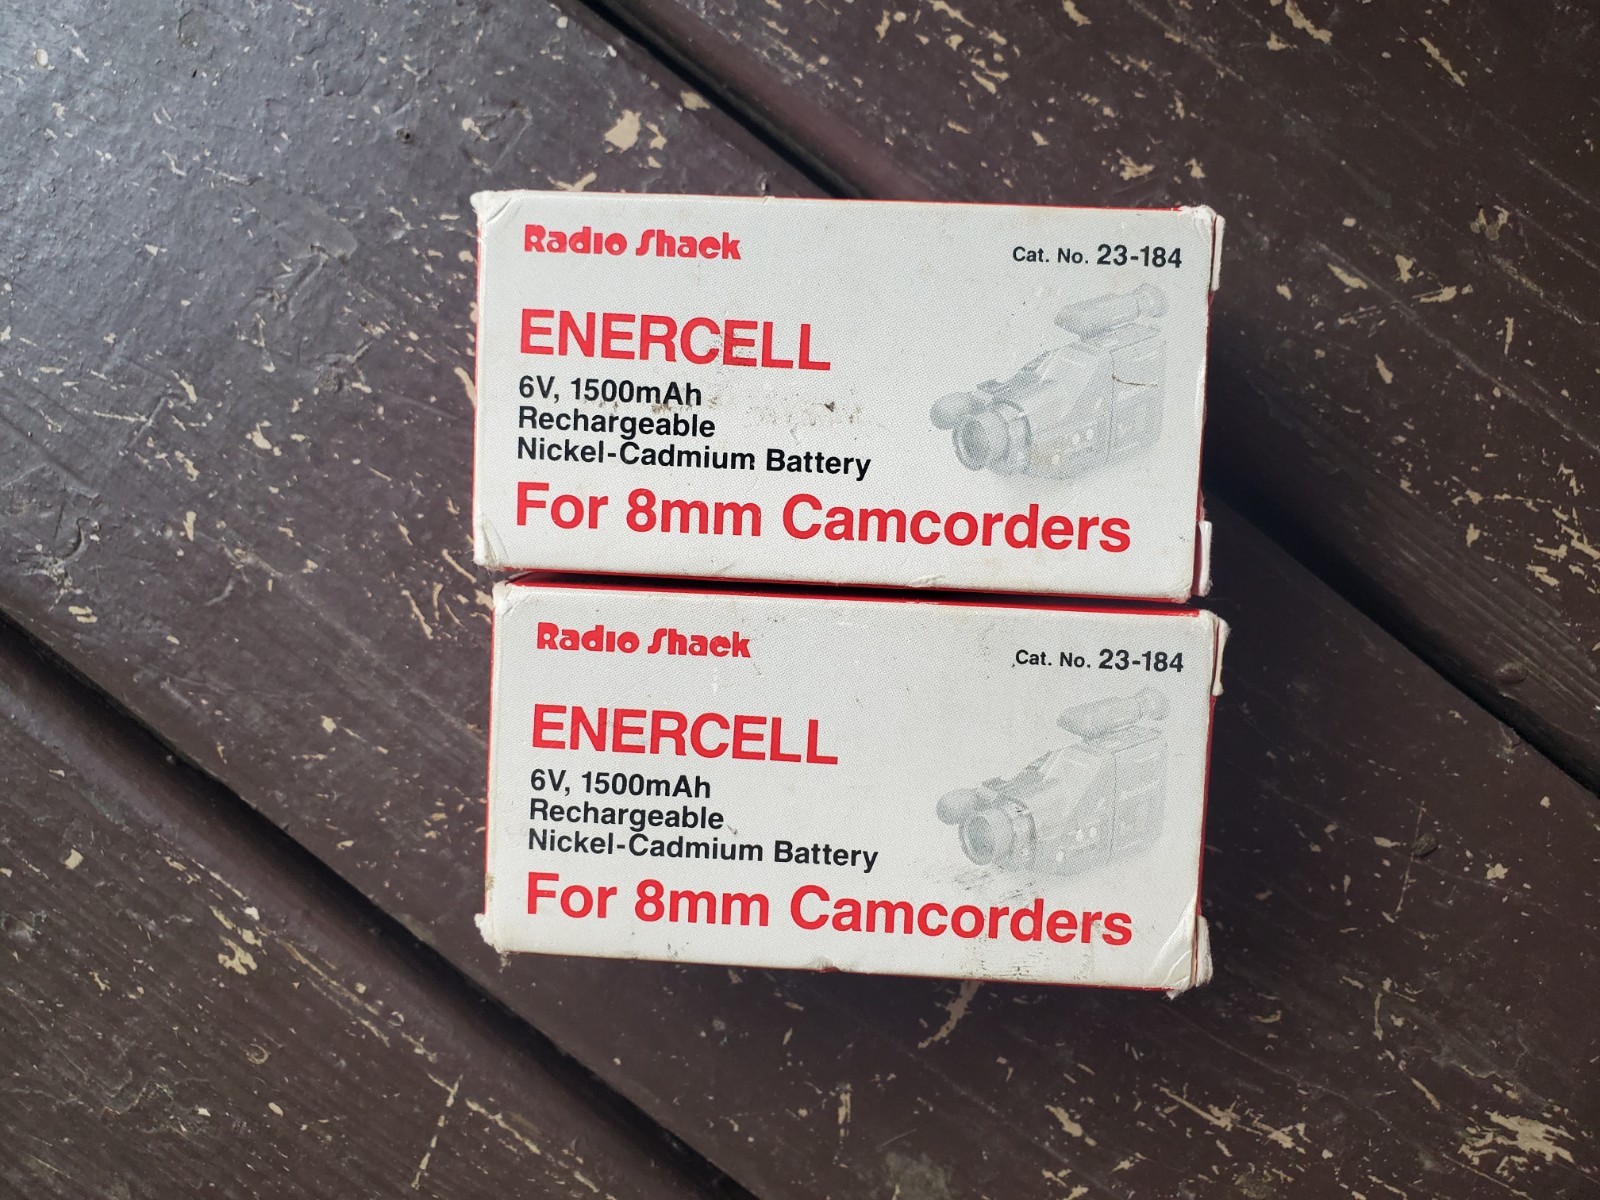 Radio Shack
Cat. No. 23-184
ENERCELL
6V, 1500mAh
Rechargeable
Nickel-Cadmium Battery
For 8mm Camcorders
Radio Shack
Cat. No. 23-184
ENERCELL
6V, 1500mAh
Rechargeable
Nickel-Cadmium Battery
For 8mm Camcorders